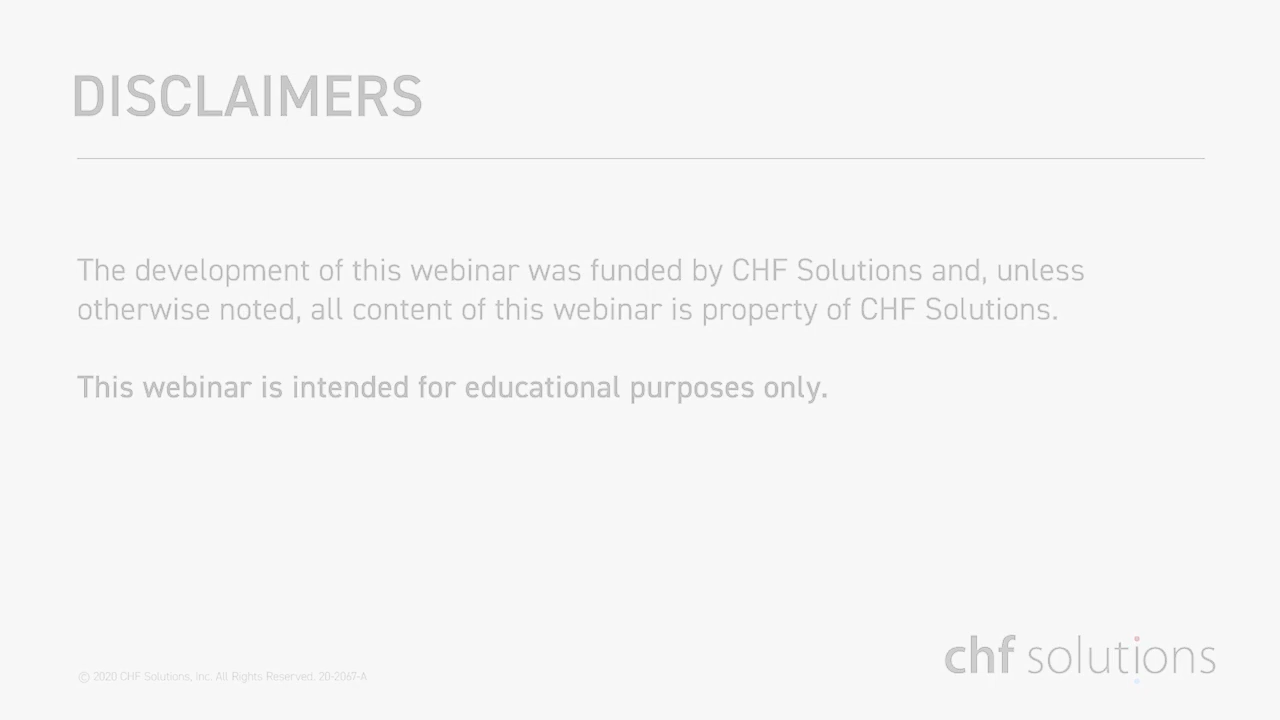 DISCLAIMERS
The development of this webinar was funded by CHF Solutions and, unless
otherwise noted, all content of this webinar is property of CHF Solutions.
This webinar is intended for educational purposes only.
© 2020 CHF Solutions, Inc. All Rights Reserved. 20-2067-A
chf solutions